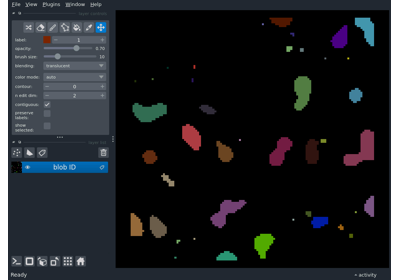 File View Plugins Window Help
label: 1
opacity: 0.70
brush size: 10
blending: translucent
color mode: auto
contour: 0
n edit dim: 2
contiguous: ✓
preserve
labels:
show
selected:
blob ID
Ready
activity